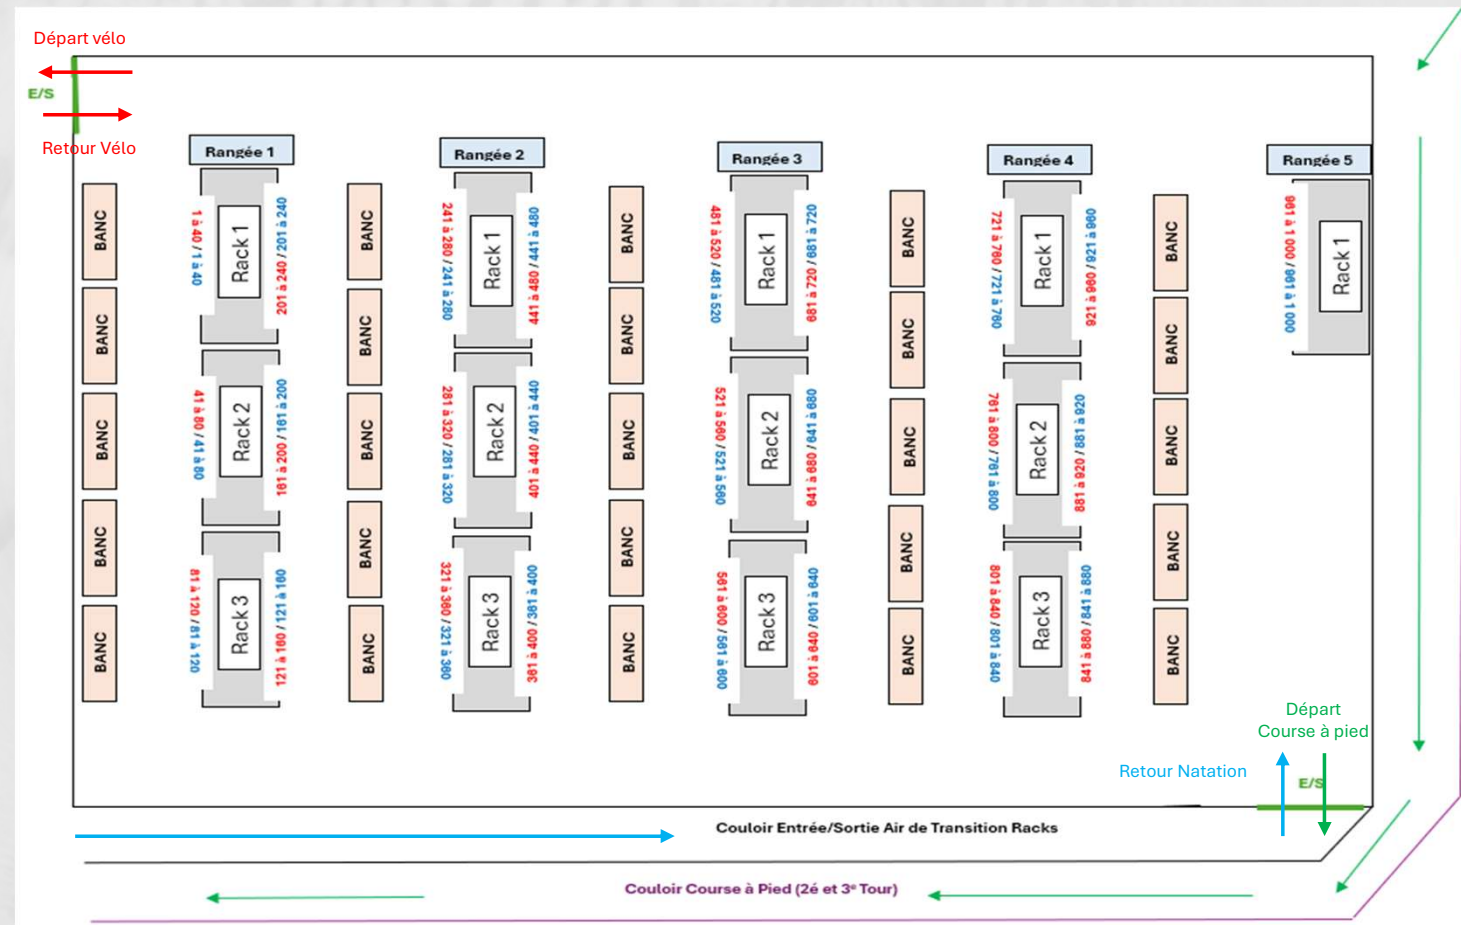 Départ vélo
E/S
Retour Vélo
Rangée 1
Rangée 2
Rangée 3
Rangée 4
Rangée 5
BANC
1 à 40 / 1 à 40
Rack 1
201 à 240 / 201 à 240
BANC
241 à 280 / 241 à 280
Rack 1
441 à 480 / 441 à 480
BANC
481 à 520 / 481 à 520
Rack 1
681 à 720 / 681 à 720
BANC
721 à 760 / 721 à 760
Rack 1
921 à 960 / 921 à 960
BANC
961 à 1 000 / 961 à 1 000
Rack 1
BANC
BANC
BANC
BANC
BANC
BANC
41 à 80 / 41 à 80
Rack 2
161 à 200 / 161 à 200
BANC
281 à 320 / 281 à 320
Rack 2
401 à 440 / 401 à 440
BANC
521 à 560 / 521 à 560
Rack 2
641 à 680 / 641 à 680
BANC
761 à 800 / 761 à 800
Rack 2
881 à 920 / 881 à 920
BANC
BANC
BANC
BANC
BANC
BANC
BANC
81 à 120 / 81 à 120
Rack 3
121 à 160 / 121 à 160
BANC
321 à 360 / 321 à 360
Rack 3
361 à 400 / 361 à 400
BANC
561 à 600 / 561 à 600
Rack 3
601 à 640 / 601 à 640
BANC
801 à 840 / 801 à 840
Rack 3
841 à 880 / 841 à 880
BANC
Départ
Course à pied
Retour Natation
E/S
Couloir Entrée/Sortie Air de Transition Racks
Couloir Course à Pied (2é et 3ᵉ Tour)